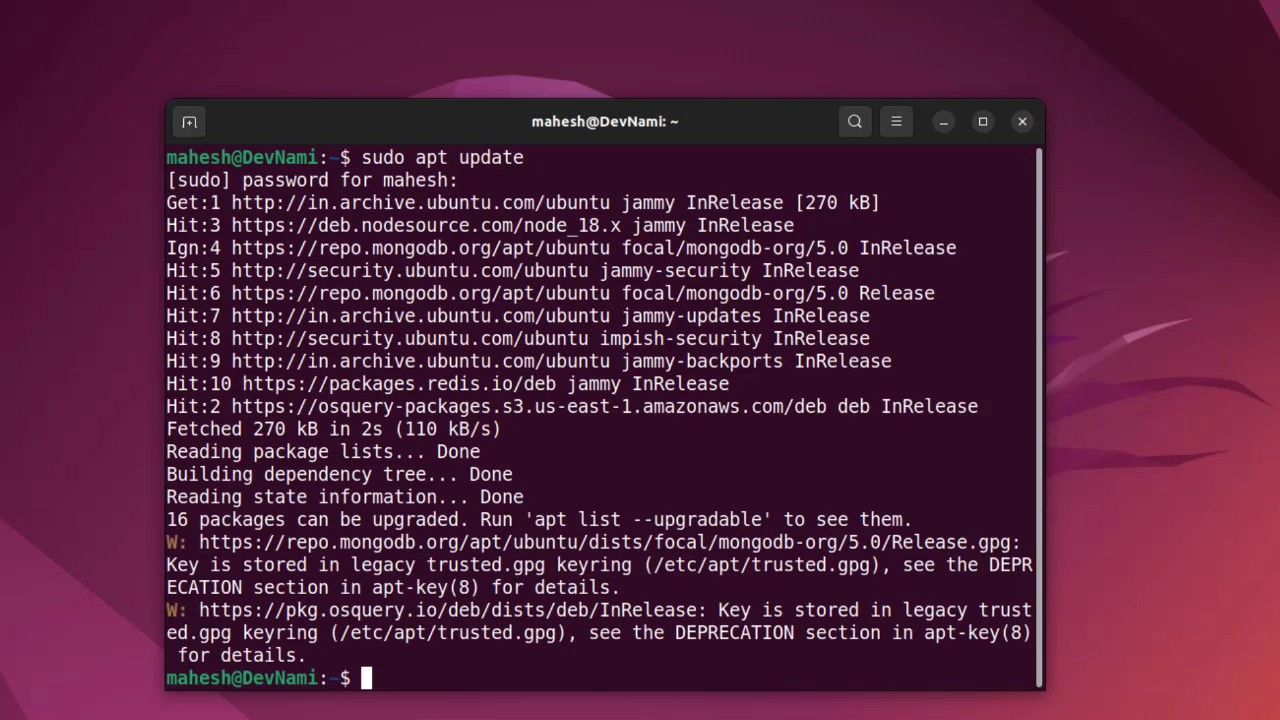 mahesh@DevNami: ~
mahesh@DevNami:~$ sudo apt update
[sudo] password for mahesh:
Get:1 http://in.archive.ubuntu.com/ubuntu jammy InRelease [270 kB]
Hit:3 https://deb.nodesource.com/node_18.x jammy InRelease
Ign:4 https://repo.mongodb.org/apt/ubuntu focal/mongodb-org/5.0 InRelease
Hit:5 http://security.ubuntu.com/ubuntu jammy-security InRelease
Hit:6 https://repo.mongodb.org/apt/ubuntu focal/mongodb-org/5.0 Release
Hit:7 http://in.archive.ubuntu.com/ubuntu jammy-updates InRelease
Hit:8 http://security.ubuntu.com/ubuntu impish-security InRelease
Hit:9 http://in.archive.ubuntu.com/ubuntu jammy-backports InRelease
Hit:10 https://packages.redis.io/deb jammy InRelease
Hit:2 https://osquery-packages.s3.us-east-1.amazonaws.com/deb deb InRelease
Fetched 270 kB in 2s (110 kB/s)
Reading package lists... Done
Building dependency tree... Done
Reading state information... Done
16 packages can be upgraded. Run 'apt list --upgradable' to see them.
W: https://repo.mongodb.org/apt/ubuntu/dists/focal/mongodb-org/5.0/Release.gpg:
Key is stored in legacy trusted.gpg keyring (/etc/apt/trusted.gpg), see the DEPR
ECATION section in apt-key(8) for details.
W: https://pkg.osquery.io/deb/dists/deb/InRelease: Key is stored in legacy trust
ed.gpg keyring (/etc/apt/trusted.gpg), see the DEPRECATION section in apt-key(8)
 for details.
mahesh@DevNami:~$